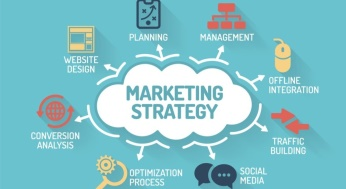 PLANNING
MANAGEMENT
WEBSITE
DESIGN
OFFLINE
INTEGRATION
MARKETING
STRATEGY
CONVERSION
ANALYSIS
TRAFFIC
BUILDING
OPTIMIZATION
PROCESS
SOCIAL
MEDIA